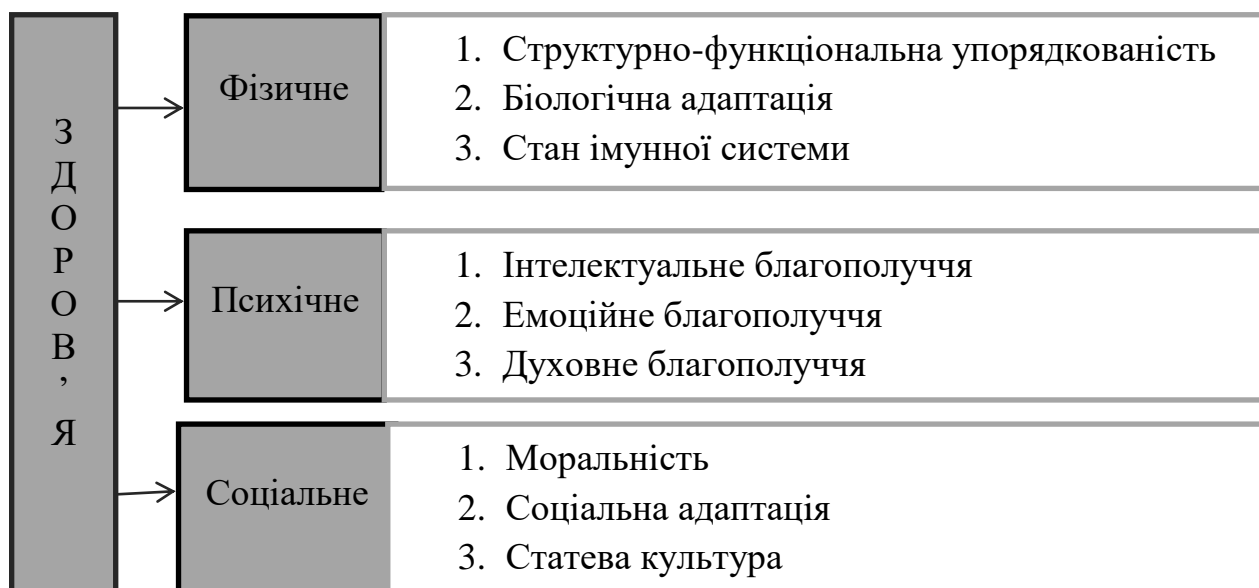 ЗДОРОВ’Я
Фізичне
1. Структурно-функціональна упорядкованість
2. Біологічна адаптація
3. Стан імунної системи
Психічне
1. Інтелектуальне благополуччя
2. Емоційне благополуччя
3. Духовне благополуччя
Соціальне
1. Моральність
2. Соціальна адаптація
3. Статева культура